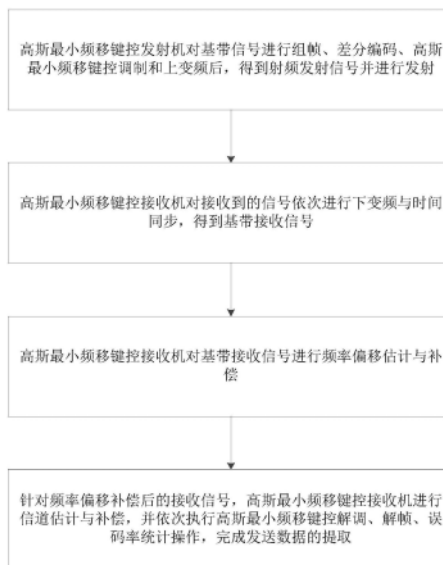 高斯最小频移键控发射机对基带信号进行组帧、差分编码、高斯
最小频移键控调制和上变频后，得到射频发射信号并进行发射
高斯最小频移键控接收机对接收到的信号依次进行下变频与时间
同步，得到基带接收信号
高斯最小频移键控接收机对基带接收信号进行频率偏移估计与补
偿
针对频率偏移补偿后的接收信号，高斯最小频移键控接收机进行
信道估计与补偿，并依次执行高斯最小频移键控解调、解帧、误
码率统计操作，完成发送数据的提取